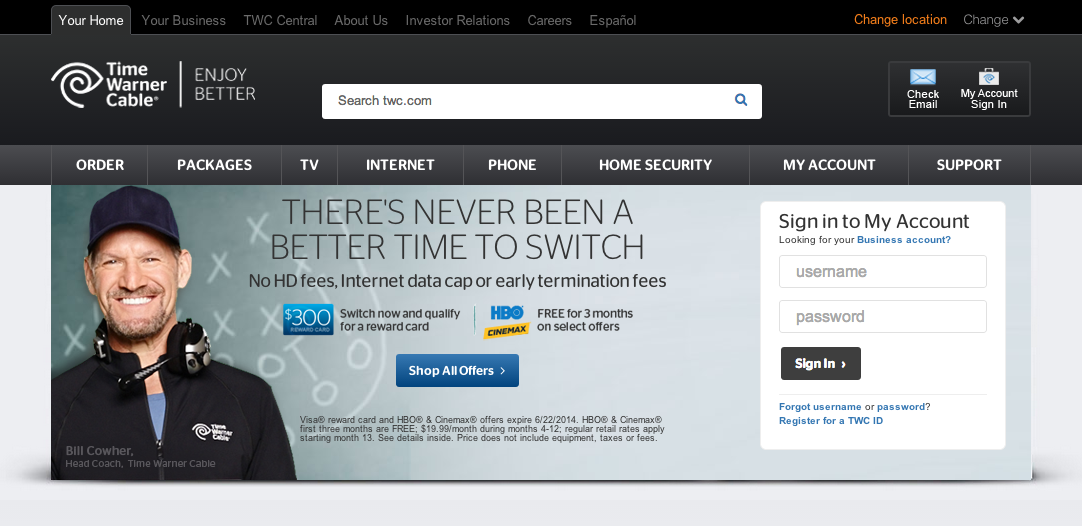 Your Home Your Business TWC Central About Us Investor Relations Careers Español Change location Change
Time
Warner
Cable®
ENJOY
BETTER
Search twc.com
Check
Email
My Account
Sign In
ORDER PACKAGES TV INTERNET PHONE HOME SECURITY MY ACCOUNT SUPPORT
THERE'S NEVER BEEN A
BETTER TIME TO SWITCH
No HD fees, Internet data cap or early termination fees
$300
REWARD CARD
Switch now and qualify
for a reward card
HBO
CINEMAX
FREE for 3 months
on select offers
Shop All Offers ›
Visa® reward card and HBO® & Cinemax® offers expire 6/22/2014. HBO® & Cinemax®
first three months are FREE; $19.99/month during months 4-12; regular retail rates apply
starting month 13. See details inside. Price does not include equipment, taxes or fees.
Time
Warner
Cable
Bill Cowher,
Head Coach, Time Warner Cable
Sign in to My Account
Looking for your Business account?
username
password
Sign In ›
Forgot username or password?
Register for a TWC ID